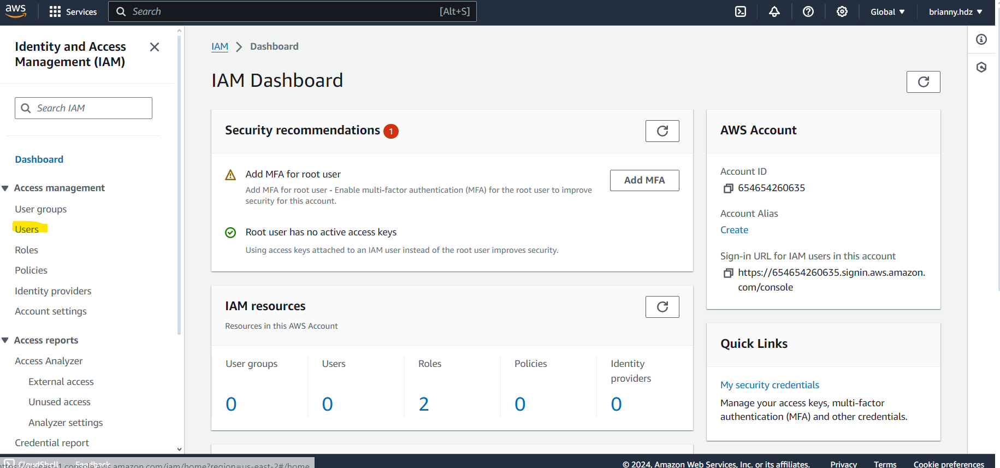 aws
Services
Search [Alt+S]
Global
brianny.hdz
Identity and Access
Management (IAM)
Search IAM
Dashboard
Access management
User groups
Users
Roles
Policies
Identity providers
Account settings
Access reports
Access Analyzer
External access
Unused access
Analyzer settings
Credential report
IAM
Dashboard
IAM Dashboard
Security recommendations 1
Add MFA for root user
Add MFA for root user - Enable multi-factor authentication (MFA) for the root user to improve
security for this account.
Add MFA
Root user has no active access keys
Using access keys attached to an IAM user instead of the root user improves security.
IAM resources
Resources in this AWS Account
User groups
0
Users
0
Roles
2
Policies
0
Identity
providers
0
AWS Account
Account ID
654654260635
Account Alias
Create
Sign-in URL for IAM users in this account
https://654654260635.signin.aws.amazon.
com/console
Quick Links
My security credentials
Manage your access keys, multi-factor
authentication (MFA) and other credentials.
CloudShell
Feedback
https://us-east-1.console.aws.amazon.com/iam/home?region=us-east-2#/home
© 2024, Amazon Web Services, Inc. or its affiliates.
Privacy
Terms
Cookie preferences